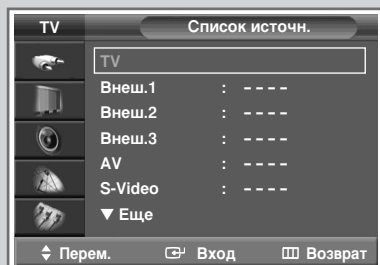 TV Список источн.
TV
Внеш.1 : - - - -
Внеш.2 : - - - -
Внеш.3 : - - - -
AV : - - - -
S-Video : - - - -
▼ Еще
Перем. Вход Возврат